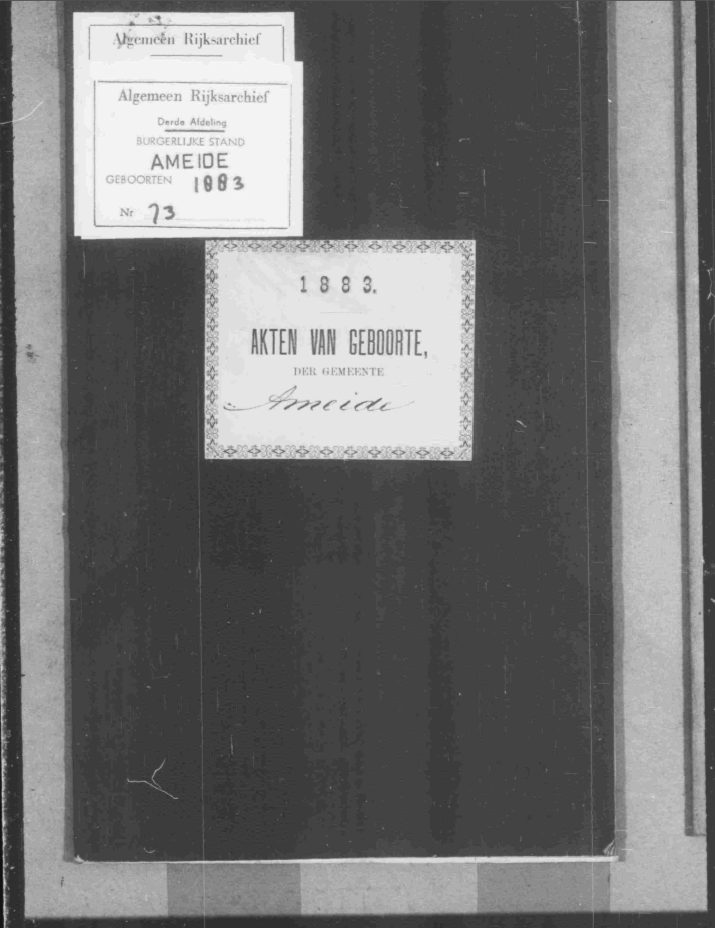 Algemeen Rijksarchief
Algemeen Rijksarchief
Derde Afdeling
BURGERLIJKE STAND
AMEIDE
GEBOORTEN 1883
Nr 73
1883.
AKTEN VAN GEBOORTE,
DER GEMEENTE
Ameide